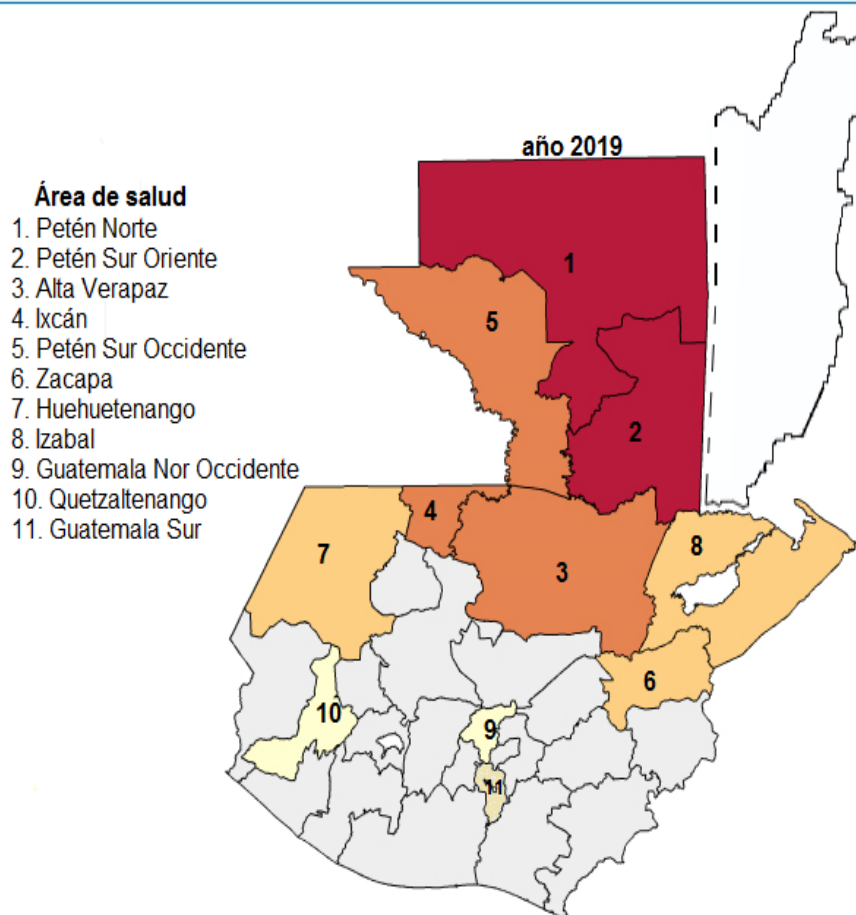 año 2019
Área de salud
1. Petén Norte
2. Petén Sur Oriente
3. Alta Verapaz
4. Ixcán
5. Petén Sur Occidente
6. Zacapa
7. Huehuetenango
8. Izabal
9. Guatemala Nor Occidente
10. Quetzaltenango
11. Guatemala Sur
1
5
2
4
7
3
8
6
10
9
11